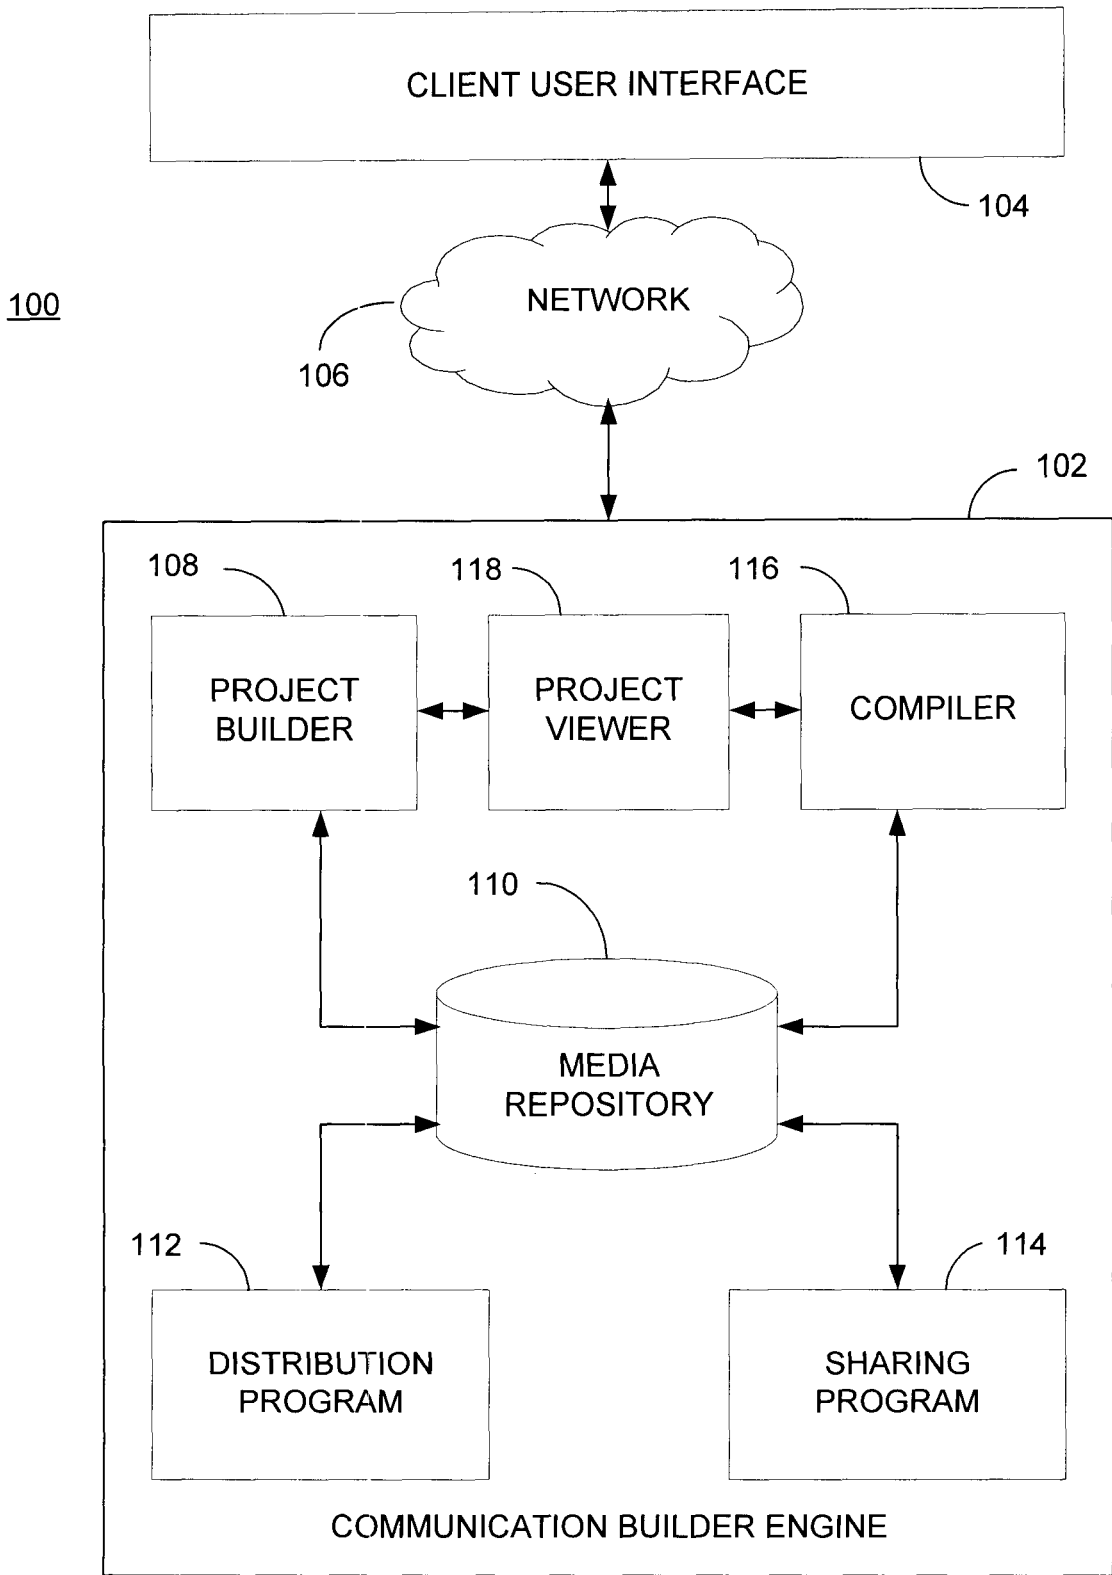 CLIENT USER INTERFACE
104
NETWORK
100
106
102
108
118
116
PROJECT
BUILDER
PROJECT
VIEWER
COMPILER
110
MEDIA
REPOSITORY
112
114
DISTRIBUTION
PROGRAM
SHARING
PROGRAM
COMMUNICATION BUILDER ENGINE